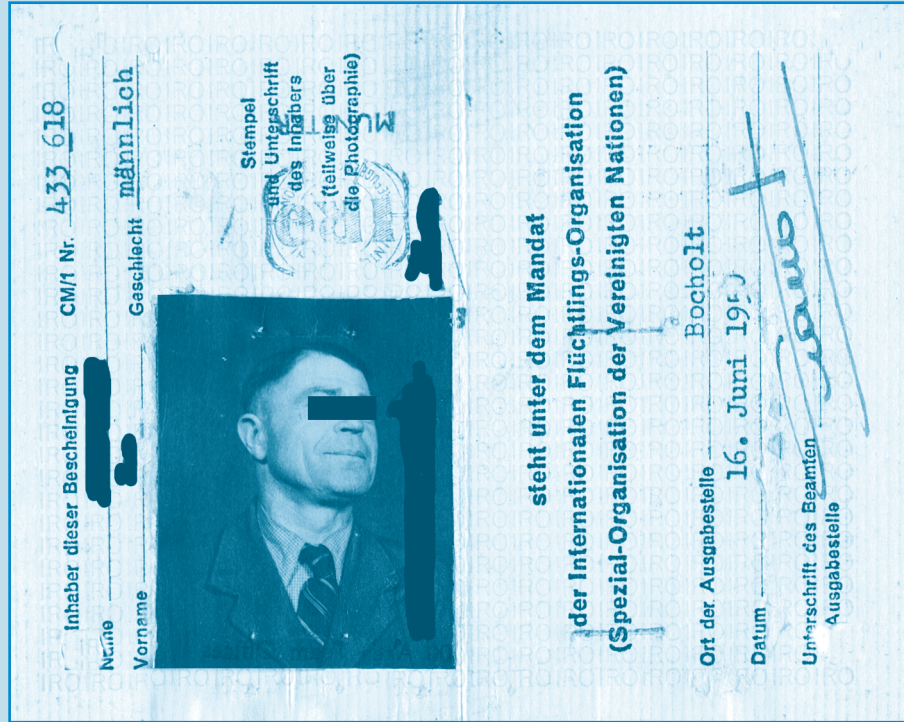 Inhaber dieser Bescheinigung CM/1 Nr. 433 618
Name
Vorname
Geschlecht männlich
Stempel
und Unterschrift
des Inhabers
(teilweise über
die Photographie)
steht unter dem Mandat
der Internationalen Flüchtlings-Organisation
(Spezial-Organisation der Vereinigten Nationen)
Ort der Ausgabestelle Bocholt
Datum 16. Juni
Unterschrift des Beamten
Ausgabestelle